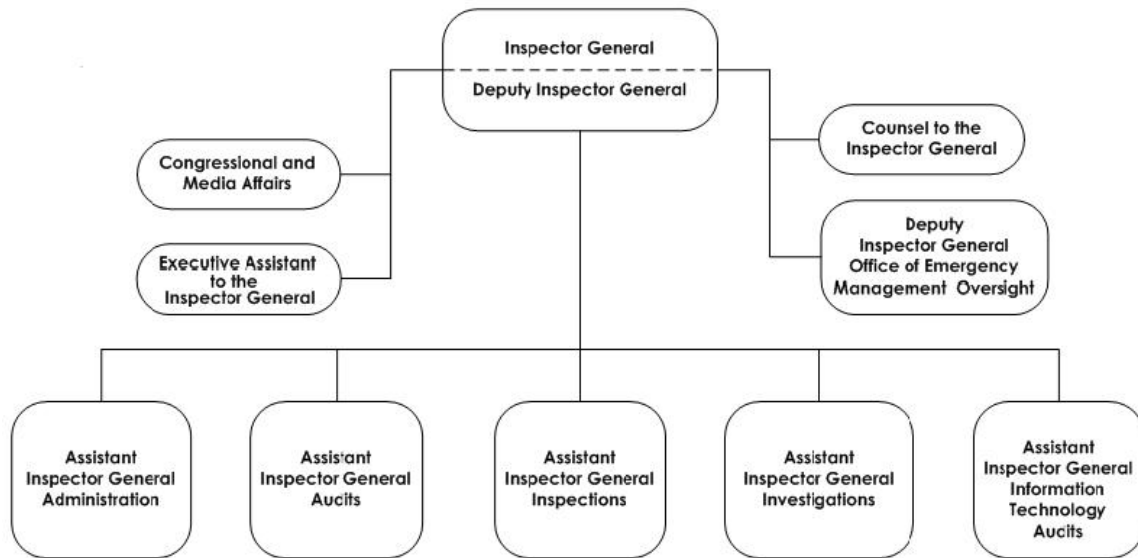 Inspector General
Deputy Inspector General
Congressional and
Media Affairs
Executive Assistant
to the
Inspector General
Counsel to the
Inspector General
Deputy
Inspector General
Office of Emergency
Management Oversight
Assistant
Inspector General
Administration
Assistant
Inspector General
Audits
Assistant
Inspector General
Inspections
Assistant
Inspector General
Investigations
Assistant
Inspector General
Information
Technology
Audits